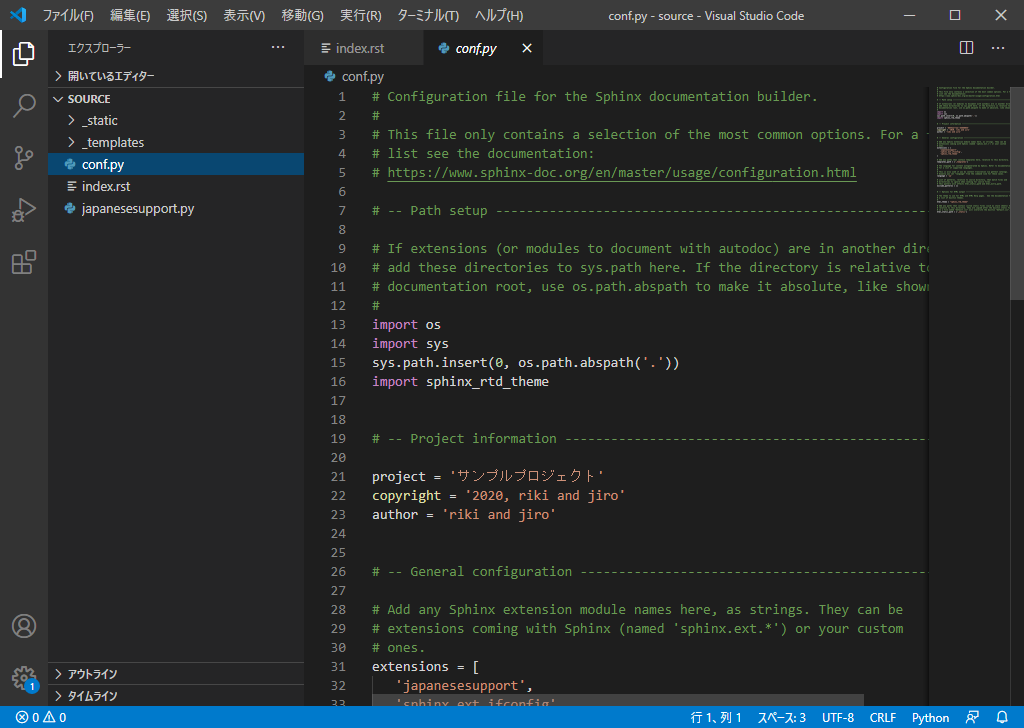 ファイル(F) 編集(E) 選択(S) 表示(V) 移動(G) 実行(R) ターミナル(T) ヘルプ(H) conf.py - source - Visual Studio Code
エクスプローラー
開いているエディター
SOURCE
_static
_templates
conf.py
index.rst
japanesesupport.py
アウトライン
タイムライン
index.rst conf.py
conf.py
1 # Configuration file for the Sphinx documentation builder.
2 #
3 # This file only contains a selection of the most common options. For a
4 # list see the documentation:
5 # https://www.sphinx-doc.org/en/master/usage/configuration.html
6
7 # -- Path setup --------------------------------------------------------
8
9 # If extensions (or modules to document with autodoc) are in another dire
10 # add these directories to sys.path here. If the directory is relative to
11 # documentation root, use os.path.abspath to make it absolute, like shown
12 #
13 import os
14 import sys
15 sys.path.insert(0, os.path.abspath('.'))
16 import sphinx_rtd_theme
17
18
19 # -- Project information -----------------------------------------------
20
21 project = 'サンプルプロジェクト'
22 copyright = '2020, riki and jiro'
23 author = 'riki and jiro'
24
25
26 # -- General configuration ---------------------------------------------
27
28 # Add any Sphinx extension module names here, as strings. They can be
29 # extensions coming with Sphinx (named 'sphinx.ext.*') or your custom
30 # ones.
31 extensions = [
32 'japanesesupport',
33 'sphinx.ext.ifconfig'
1
0 0 行 1、列 1 スペース: 3 UTF-8 CRLF Python